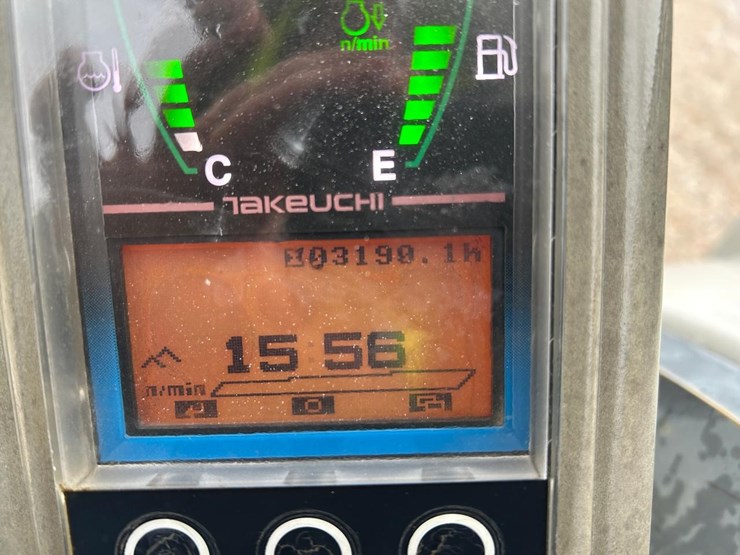 n/min
C
E
TAKEUCHI
03190.1h
15 56
n/min